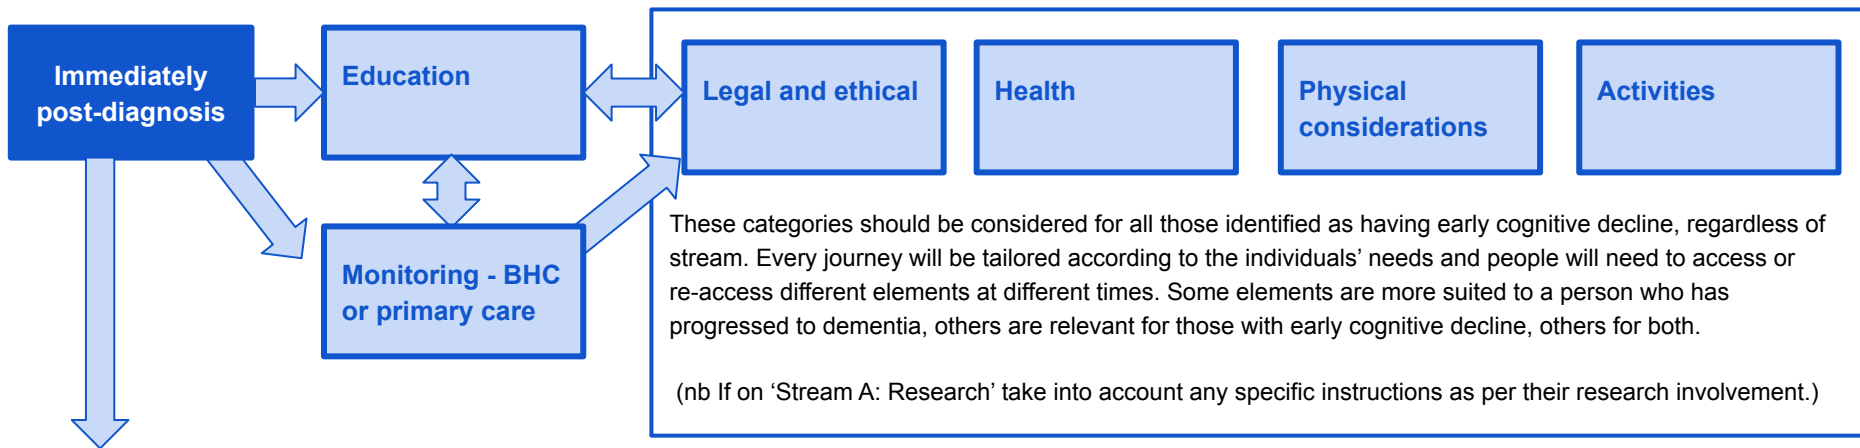 Immediately
post-diagnosis
Education
Monitoring - BHC
or primary care
Legal and ethical
Health
Physical
considerations
Activities
These categories should be considered for all those identified as having early cognitive decline, regardless of
stream. Every journey will be tailored according to the individuals’ needs and people will need to access or
re-access different elements at different times. Some elements are more suited to a person who has
progressed to dementia, others are relevant for those with early cognitive decline, others for both.
(nb If on ‘Stream A: Research’ take into account any specific instructions as per their research involvement.)